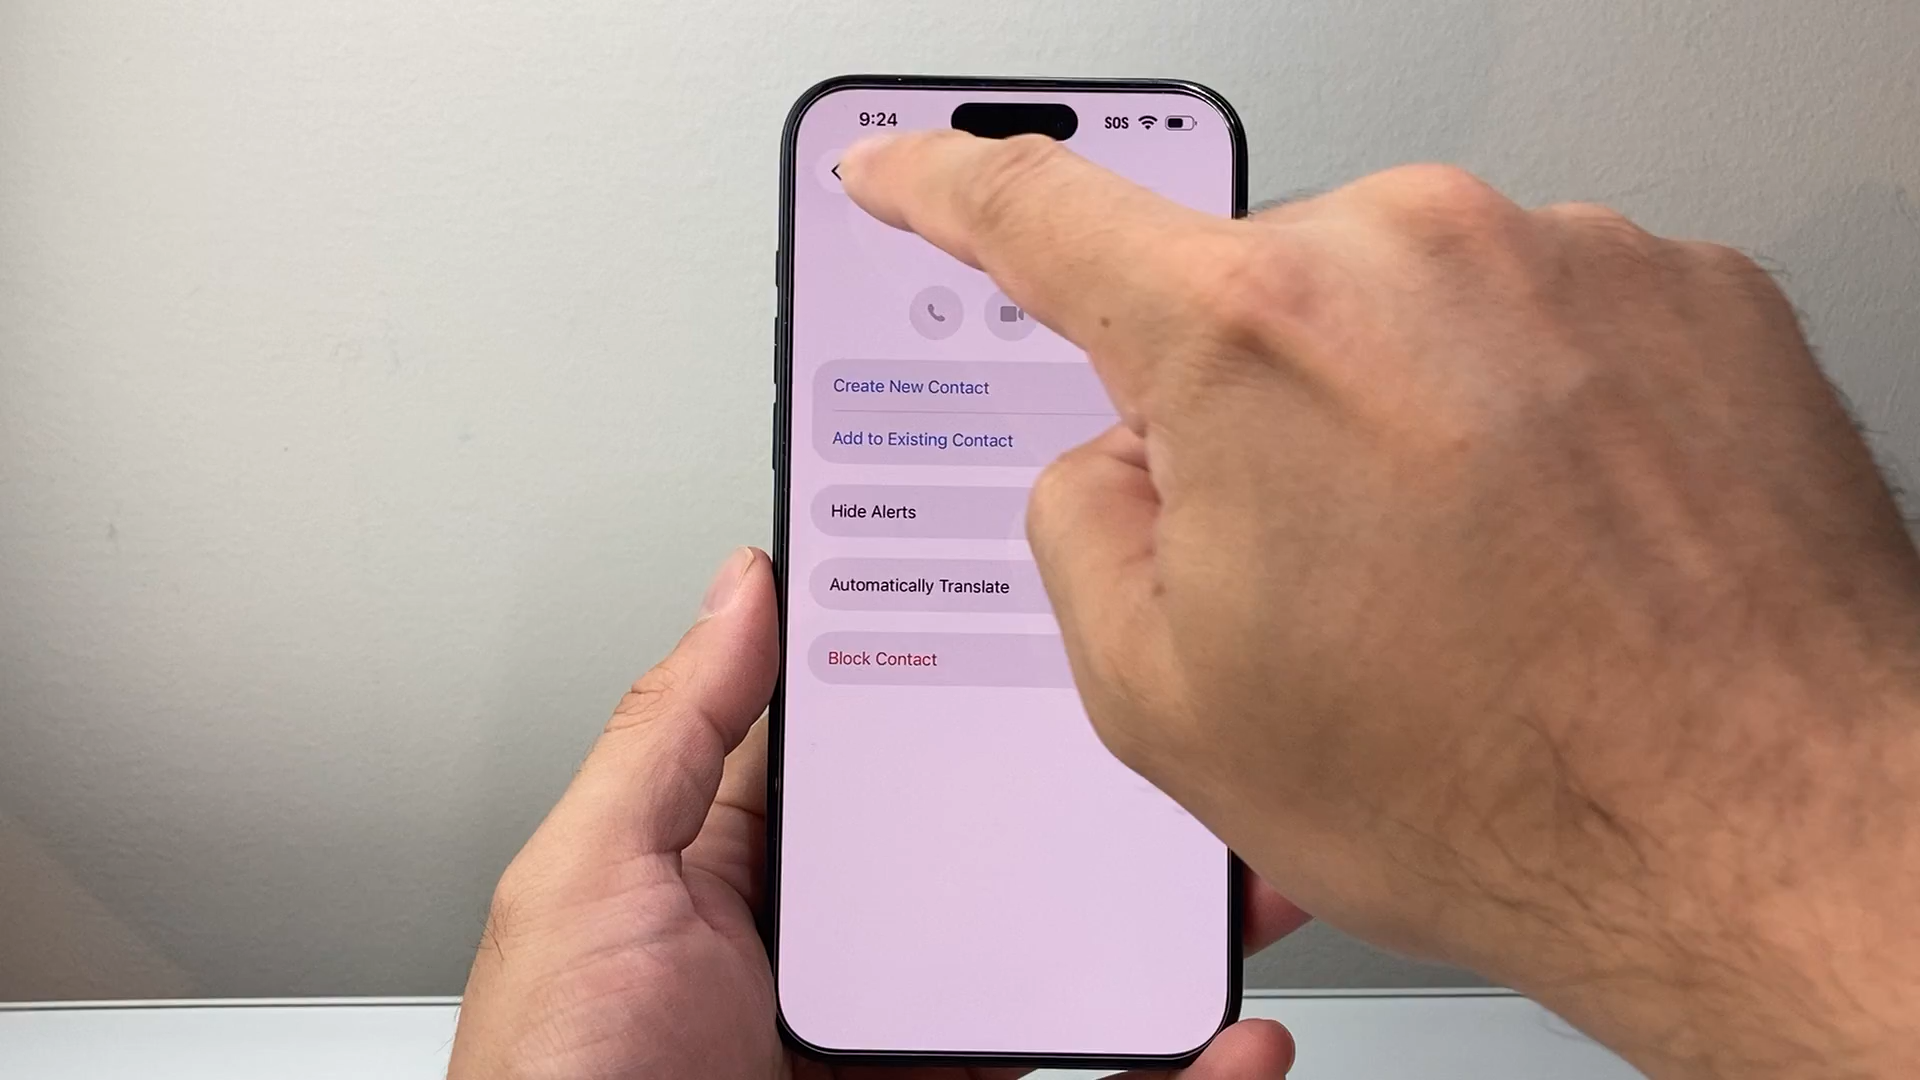 9:24 SOS
Create New Contact
Add to Existing Contact
Hide Alerts
Automatically Translate
Block Contact